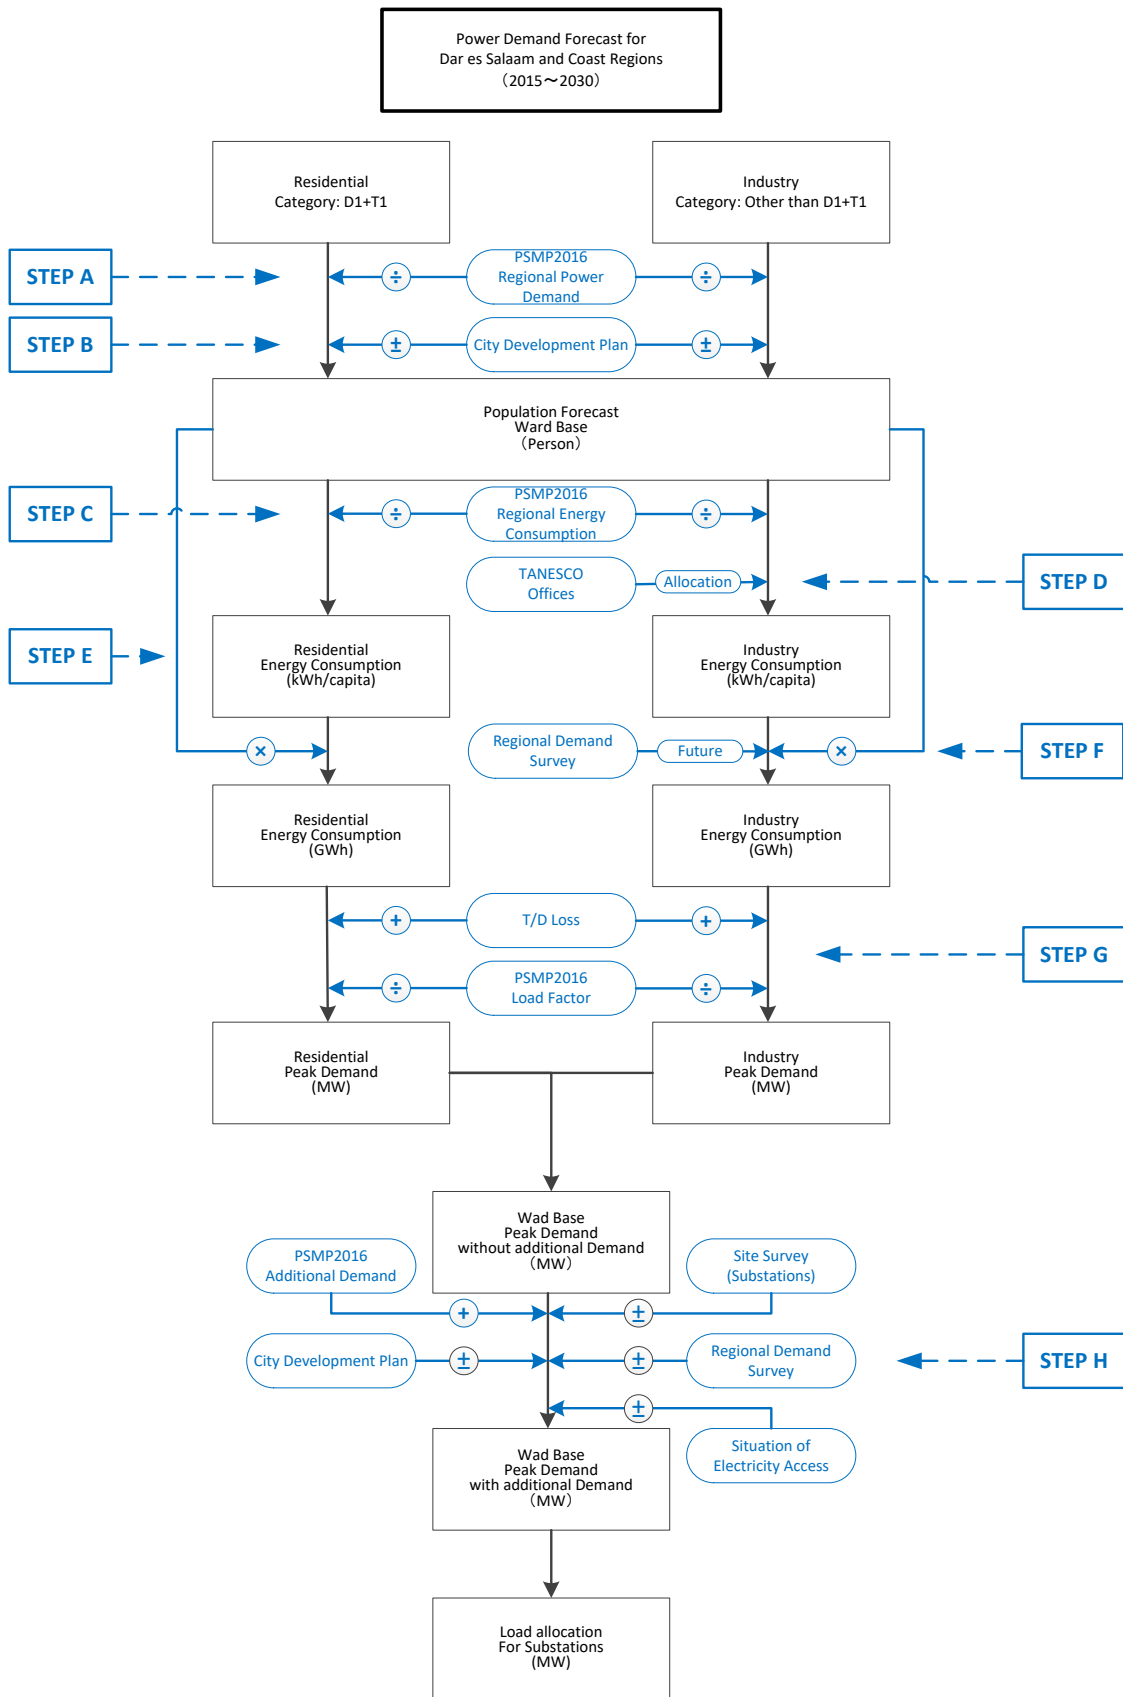 Power Demand Forecast for
Dar es Salaam and Coast Regions
（2015～2030）
Residential
Category: D1+T1
Industry
Category: Other than D1+T1
STEP A
÷
PSMP2016
Regional Power
Demand
÷
STEP B
±
City Development Plan
±
Population Forecast
Ward Base
（Person）
STEP C
÷
PSMP2016
Regional Energy
Consumption
÷
TANESCO
Offices
Allocation
STEP D
STEP E
Residential
Energy Consumption
(kWh/capita)
Industry
Energy Consumption
(kWh/capita)
×
Regional Demand
Survey
Future
×
STEP F
Residential
Energy Consumption
(GWh)
Industry
Energy Consumption
(GWh)
+
T/D Loss
+
STEP G
÷
PSMP2016
Load Factor
÷
Residential
Peak Demand
(MW)
Industry
Peak Demand
(MW)
Wad Base
Peak Demand
without additional Demand
（MW）
PSMP2016
Additional Demand
Site Survey
(Substations)
+
±
City Development Plan
±
±
Regional Demand
Survey
STEP H
±
Situation of
Electricity Access
Wad Base
Peak Demand
with additional Demand
（MW）
Load allocation
For Substations
(MW)